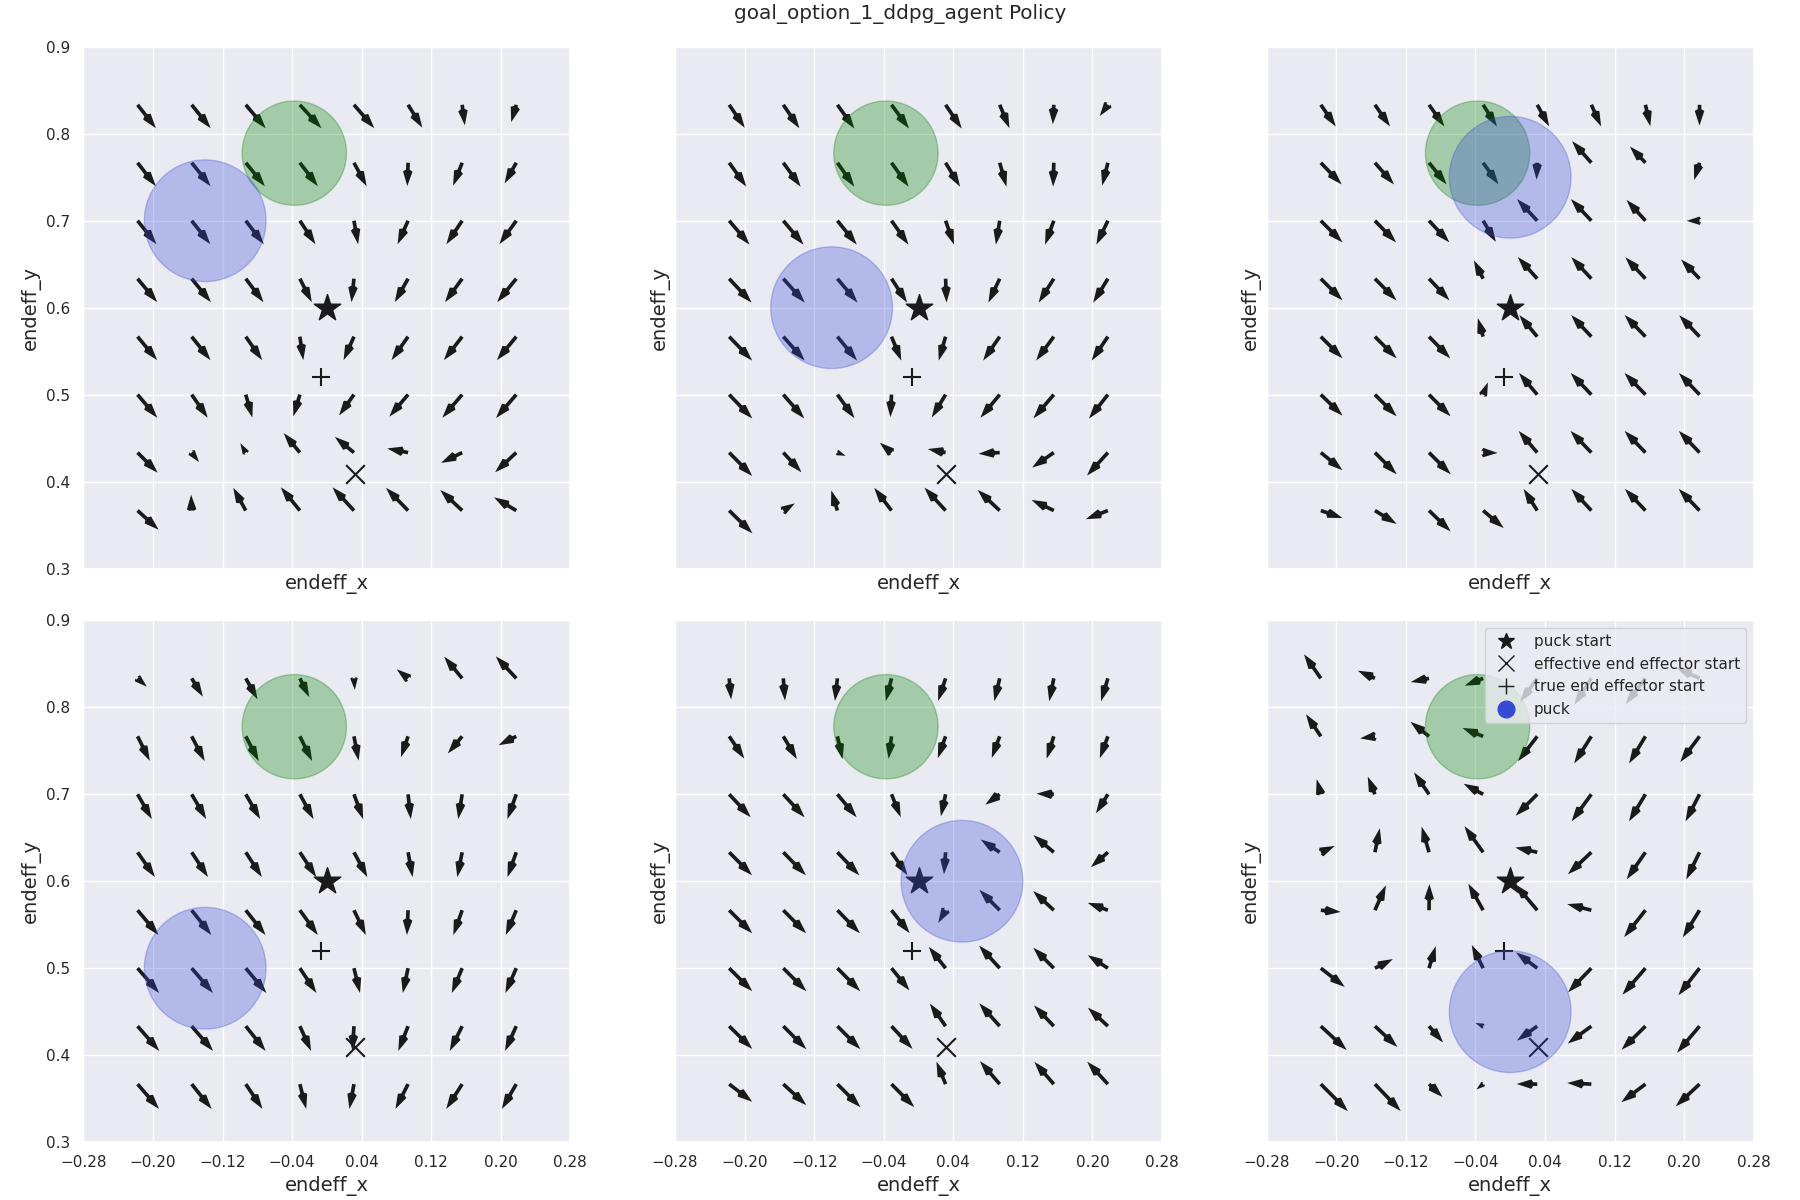 goal_option_1_ddpg_agent Policy
0.9
0.8
0.7
0.6
0.5
0.4
0.3
endeff_y
endeff_x
endeff_y
endeff_x
endeff_y
endeff_x
0.9
0.8
0.7
0.6
0.5
0.4
0.3
endeff_y
−0.28 −0.20 −0.12 −0.04 0.04 0.12 0.20 0.28
endeff_x
endeff_y
−0.28 −0.20 −0.12 −0.04 0.04 0.12 0.20 0.28
endeff_x
puck start
effective end effector start
true end effector start
puck
endeff_y
−0.28 −0.20 −0.12 −0.04 0.04 0.12 0.20 0.28
endeff_x